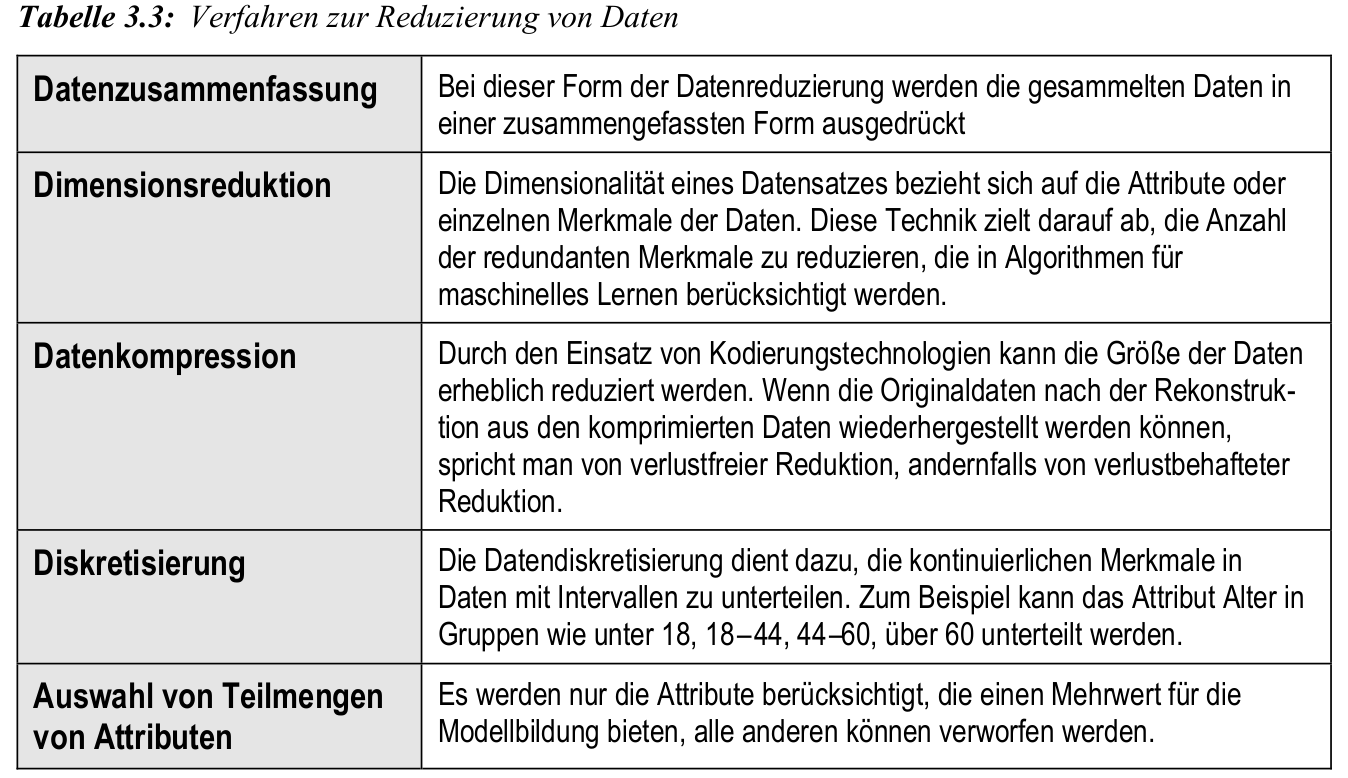 Tabelle 3.3: Verfahren zur Reduzierung von Daten
Datenzusammenfassung
Bei dieser Form der Datenreduzierung werden die gesammelten Daten in
einer zusammengefassten Form ausgedrückt
Dimensionsreduktion
Die Dimensionalität eines Datensatzes bezieht sich auf die Attribute oder
einzelnen Merkmale der Daten. Diese Technik zielt darauf ab, die Anzahl
der redundanten Merkmale zu reduzieren, die in Algorithmen für
maschinelles Lernen berücksichtigt werden.
Datenkompression
Durch den Einsatz von Kodierungstechnologien kann die Größe der Daten
erheblich reduziert werden. Wenn die Originaldaten nach der Rekonstruk-
tion aus den komprimierten Daten wiederhergestellt werden können,
spricht man von verlustfreier Reduktion, andernfalls von verlustbehafteter
Reduktion.
Diskretisierung
Die Datendiskretisierung dient dazu, die kontinuierlichen Merkmale in
Daten mit Intervallen zu unterteilen. Zum Beispiel kann das Attribut Alter in
Gruppen wie unter 18, 18–44, 44–60, über 60 unterteilt werden.
Auswahl von Teilmengen
von Attributen
Es werden nur die Attribute berücksichtigt, die einen Mehrwert für die
Modellbildung bieten, alle anderen können verworfen werden.